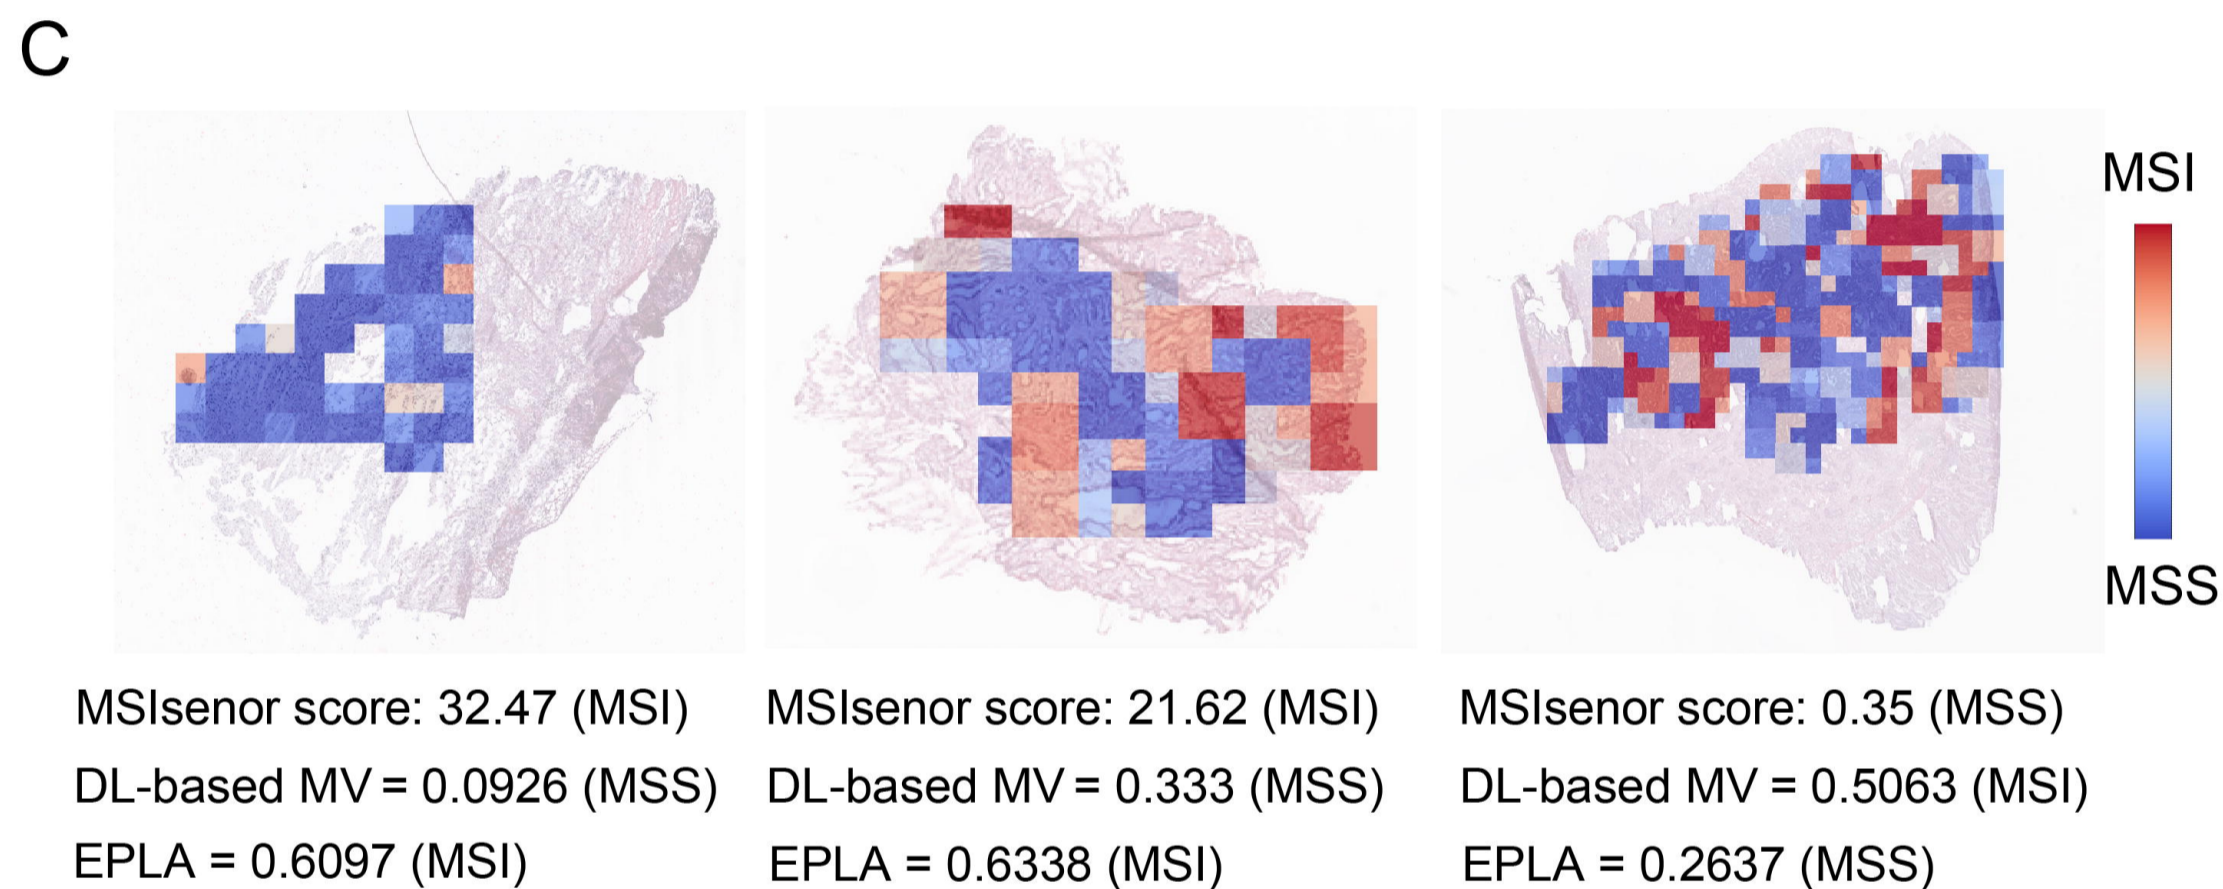 C
MSI
MSS
MSIsenor score: 32.47 (MSI)
DL-based MV = 0.0926 (MSS)
EPLA = 0.6097 (MSI)
MSIsenor score: 21.62 (MSI)
DL-based MV = 0.333 (MSS)
EPLA = 0.6338 (MSI)
MSIsenor score: 0.35 (MSS)
DL-based MV = 0.5063 (MSI)
EPLA = 0.2637 (MSS)